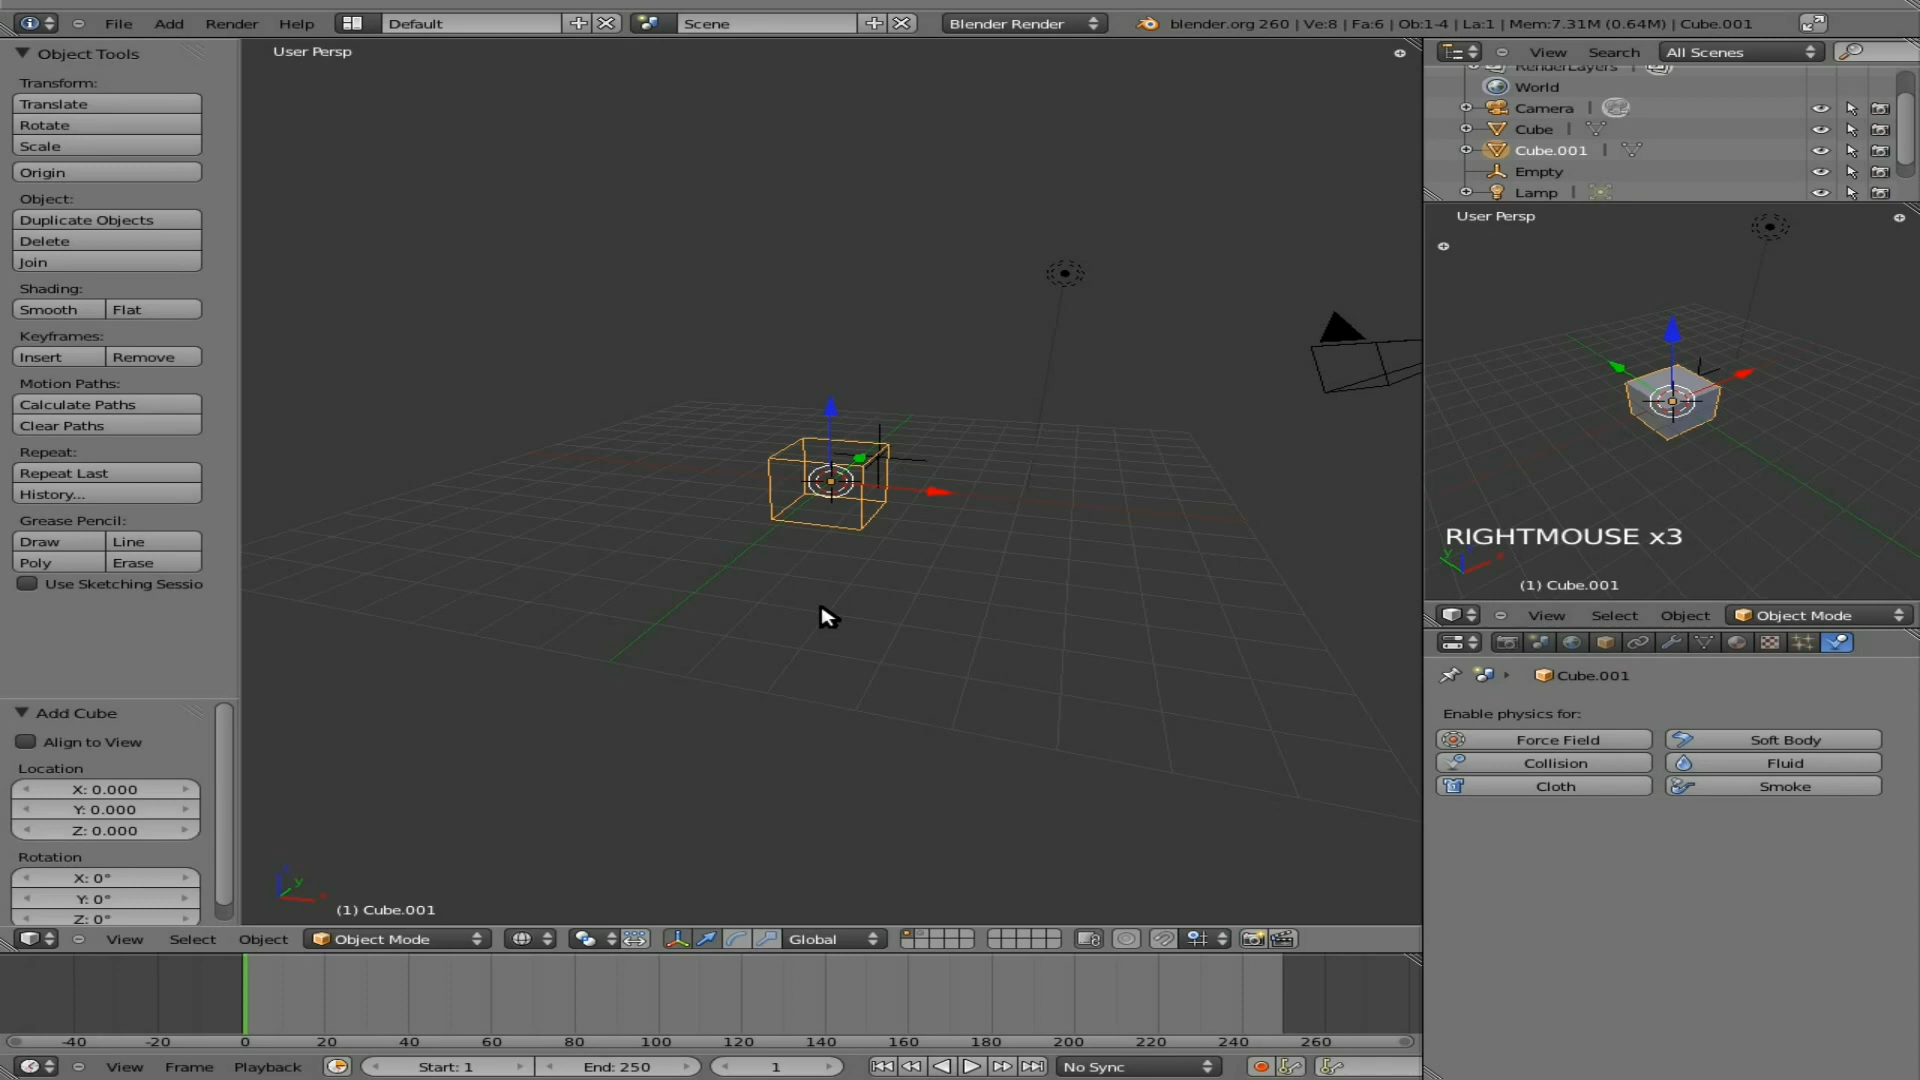 File Add Render Help Default Scene Blender Render blender.org 260 | Ve:8 | Fa:6 | Ob:1-4 | La:1 | Mem:7.31M (0.64M) | Cube.001
Object Tools
Transform:
Translate
Rotate
Scale
Origin
Object:
Duplicate Objects
Delete
Join
Shading:
Smooth Flat
Keyframes:
Insert Remove
Motion Paths:
Calculate Paths
Clear Paths
Repeat:
Repeat Last
History...
Grease Pencil:
Draw Line
Poly Erase
Use Sketching Sessio
Add Cube
Align to View
Location
X: 0.000
Y: 0.000
Z: 0.000
Rotation
X: 0°
Y: 0°
Z: 0°
User Persp
(1) Cube.001
View Select Object Object Mode Global
-40 -20 0 20 40 60 80 100 120 140 160 180 200 220 240 260
View Frame Playback Start: 1 End: 250 1 No Sync
View Search All Scenes
RenderLayers
World
Camera
Cube
Cube.001
Empty
Lamp
User Persp
RIGHTMOUSE x3
(1) Cube.001
View Select Object Object Mode
Cube.001
Enable physics for:
Force Field Soft Body
Collision Fluid
Cloth Smoke